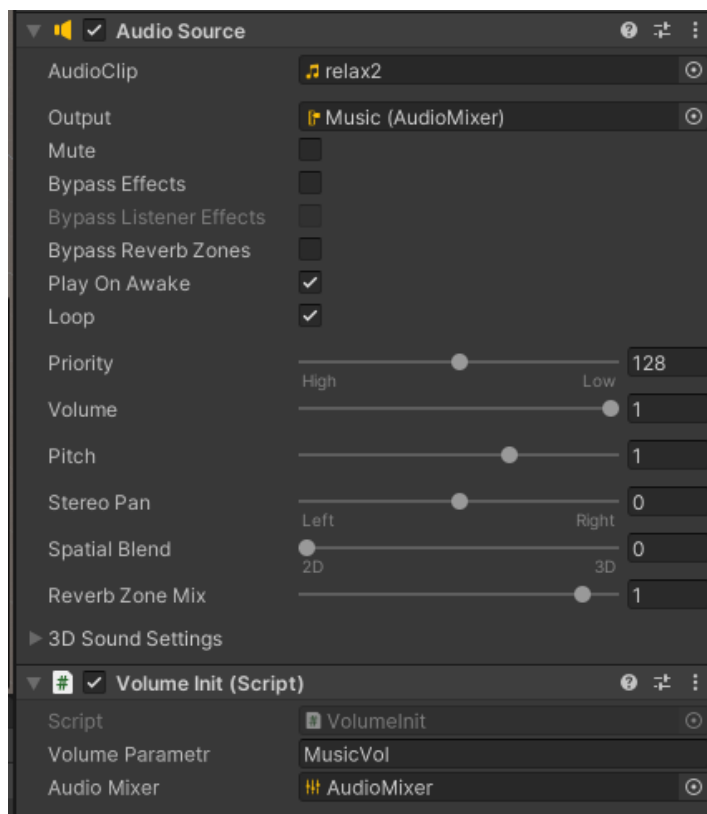 Audio Source
AudioClip relax2
Output Music (AudioMixer)
Mute
Bypass Effects
Bypass Listener Effects
Bypass Reverb Zones
Play On Awake
Loop
Priority 128
High Low
Volume 1
Pitch 1
Stereo Pan 0
Left Right
Spatial Blend 0
2D 3D
Reverb Zone Mix 1
3D Sound Settings
# Volume Init (Script)
Script # VolumeInit
Volume Parametr MusicVol
Audio Mixer AudioMixer